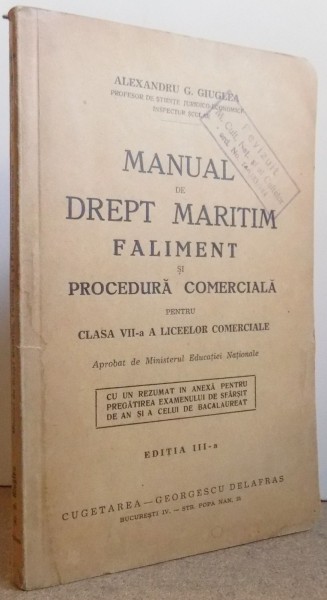 ALEXANDRU G. GIUGLEA
PROFESOR DE ȘTIINȚE JURIDICO-ECONOMICE
INSPECTOR ȘCOLAR
Revizuit
MANUAL
DE
DREPT MARITIM
FALIMENT
ȘI
PROCEDURĂ COMERCIALĂ
PENTRU
CLASA VII-a A LICEELOR COMERCIALE
Aprobat de Ministerul Educației Naționale
CU UN REZUMAT IN ANEXĂ PENTRU
PREGĂTIREA EXAMENULUI DE SFÂRȘIT
DE AN ȘI A CELUI DE BACALAUREAT
EDIȚIA III-a
CUGETAREA — GEORGESCU DELAFRAS
BUCUREȘTI IV. — STR. POPA NAN, 21